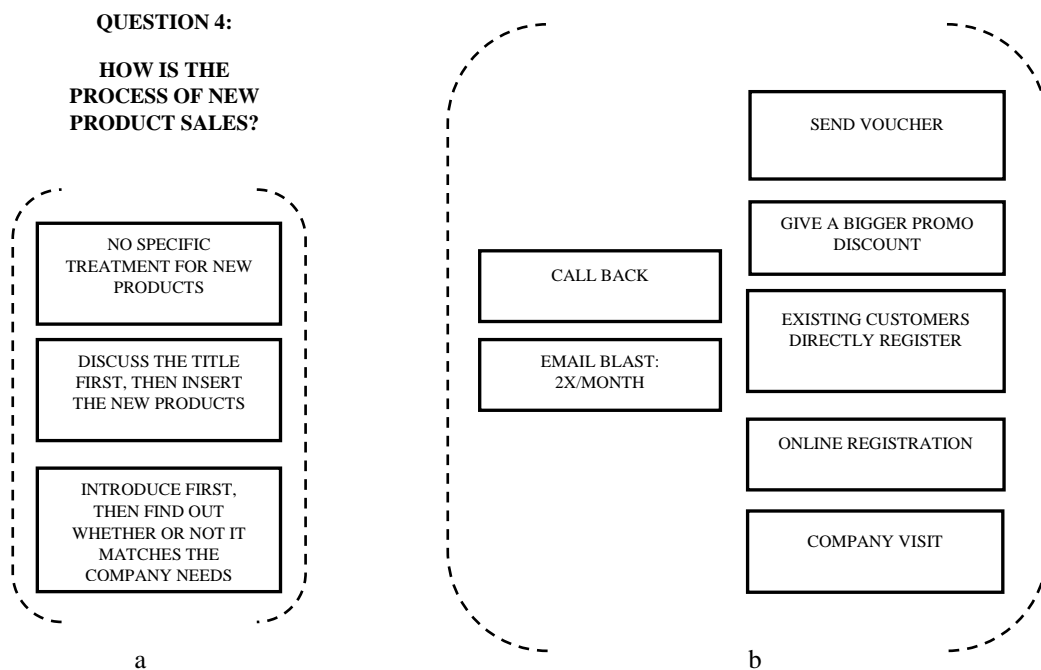 QUESTION 4:
HOW IS THE
PROCESS OF NEW
PRODUCT SALES?
NO SPECIFIC
TREATMENT FOR NEW
PRODUCTS
DISCUSS THE TITLE
FIRST, THEN INSERT
THE NEW PRODUCTS
INTRODUCE FIRST,
THEN FIND OUT
WHETHER OR NOT IT
MATCHES THE
COMPANY NEEDS
a
CALL BACK
EMAIL BLAST:
2X/MONTH
SEND VOUCHER
GIVE A BIGGER PROMO
DISCOUNT
EXISTING CUSTOMERS
DIRECTLY REGISTER
ONLINE REGISTRATION
COMPANY VISIT
b